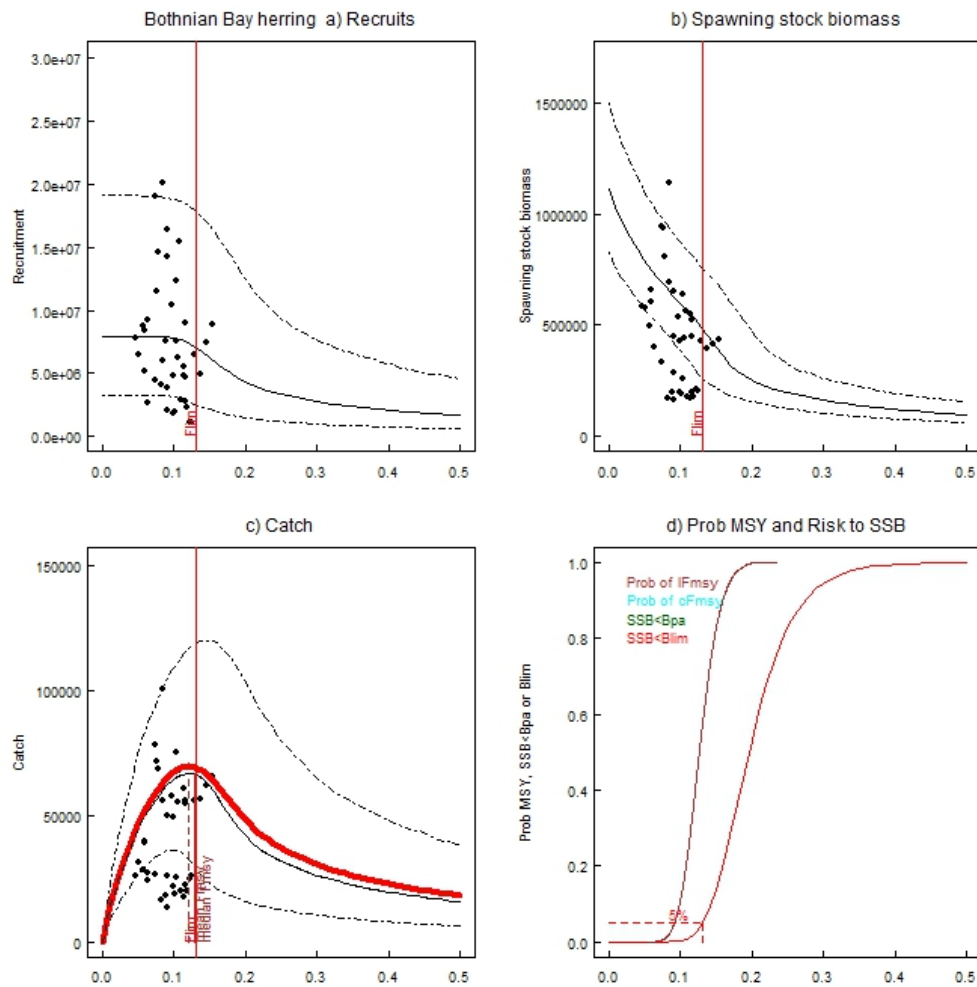 Bothnian Bay herring a) Recruits
b) Spawning stock biomass
3.0e+07
2.5e+07
2.0e+07
1.5e+07
1.0e+07
5.0e+06
0.0e+00
Recruitment
Flim
0.0 0.1 0.2 0.3 0.4 0.5
1500000
1000000
500000
0
Spawning stock biomass
Flim
0.0 0.1 0.2 0.3 0.4 0.5
c) Catch
d) Prob MSY and Risk to SSB
150000
100000
50000
0
Catch
Flim
median Fmsy
0.0 0.1 0.2 0.3 0.4 0.5
1.0
0.8
0.6
0.4
0.2
0.0
Prob MSY, SSB<Bpa or Blim
Prob of lFmsy
Prob of cFmsy
SSB<Bpa
SSB<Blim
5%
0.0 0.1 0.2 0.3 0.4 0.5